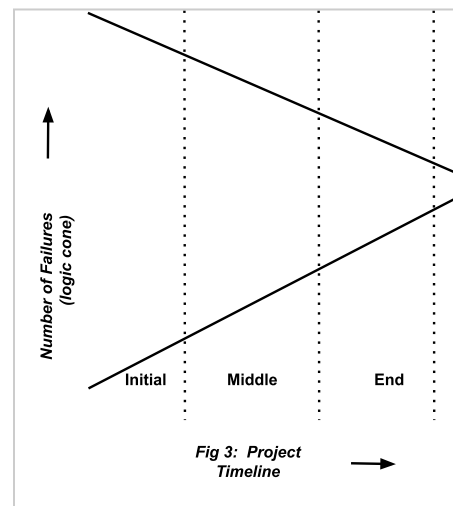 Number of Failures
(logic cone)
Initial Middle End
Fig 3: Project
Timeline